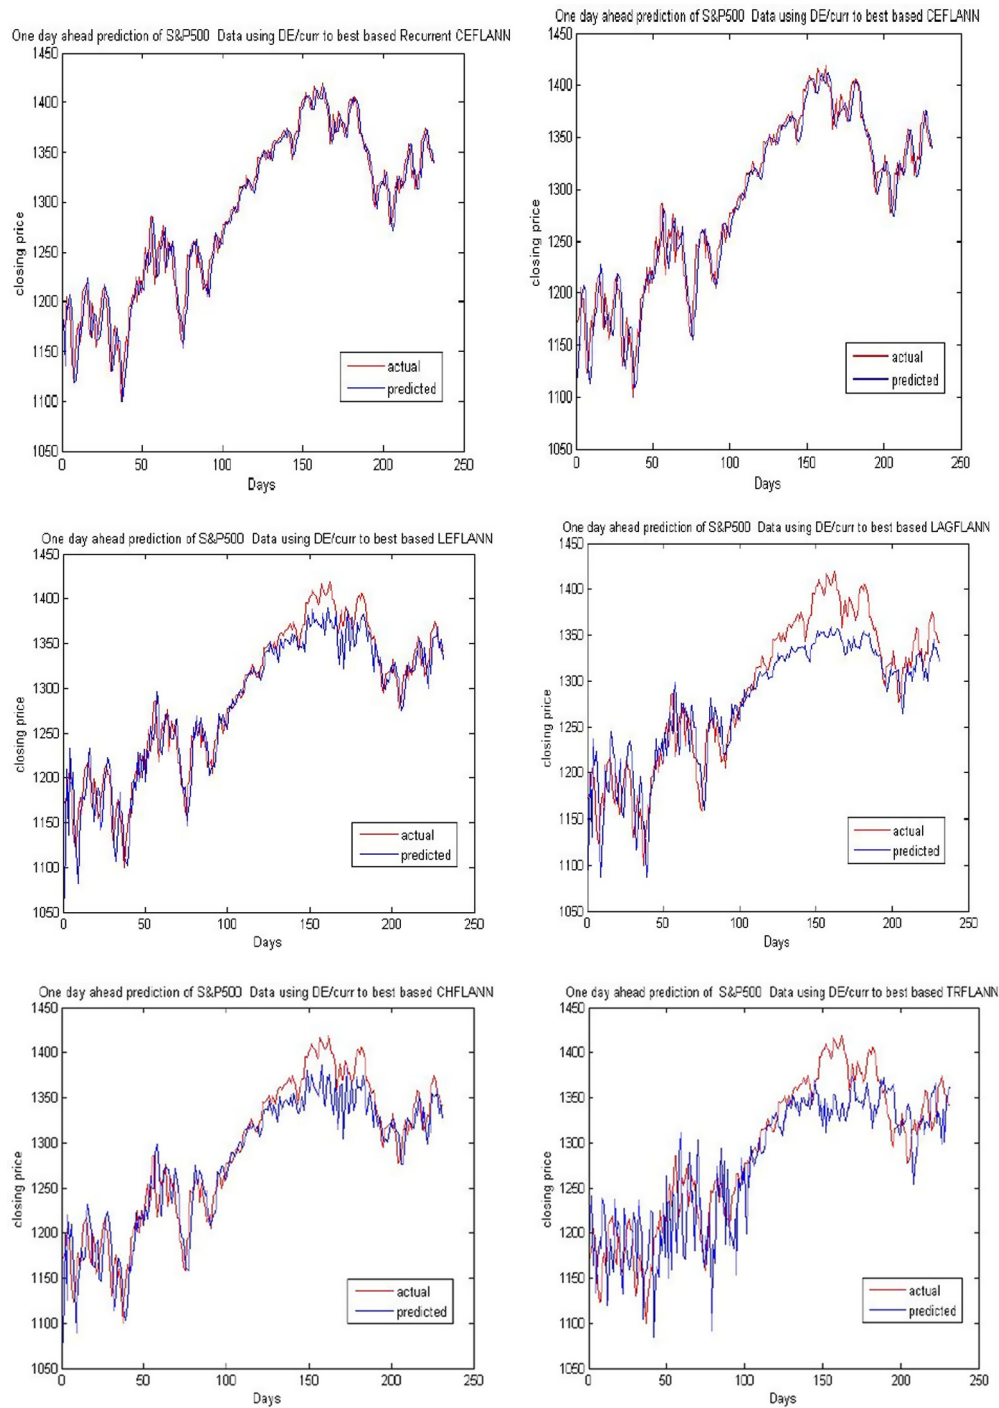 One day ahead prediction of S&P500 Data using DE/curr to best based Recurrent CEFLANN
1450
1400
1350
1300
1250
1200
1150
1100
1050
closing price
actual
predicted
0 50 100 150 200 250
Days
One day ahead prediction of S&P500 Data using DE/curr to best based CEFLANN
1450
1400
1350
1300
1250
1200
1150
1100
1050
closing price
actual
predicted
0 50 100 150 200 250
Days
One day ahead prediction of S&P500 Data using DE/curr to best based LEFLANN
1450
1400
1350
1300
1250
1200
1150
1100
1050
closing price
actual
predicted
0 50 100 150 200 250
Days
One day ahead prediction of S&P500 Data using DE/curr to best based LAGFLANN
1450
1400
1350
1300
1250
1200
1150
1100
1050
closing price
actual
predicted
0 50 100 150 200 250
Days
One day ahead prediction of S&P500 Data using DE/curr to best based CHFLANN
1450
1400
1350
1300
1250
1200
1150
1100
1050
closing price
actual
predicted
0 50 100 150 200 250
Days
One day ahead prediction of S&P500 Data using DE/curr to best based TRFLANN
1450
1400
1350
1300
1250
1200
1150
1100
1050
closing price
actual
predicted
0 50 100 150 200 250
Days